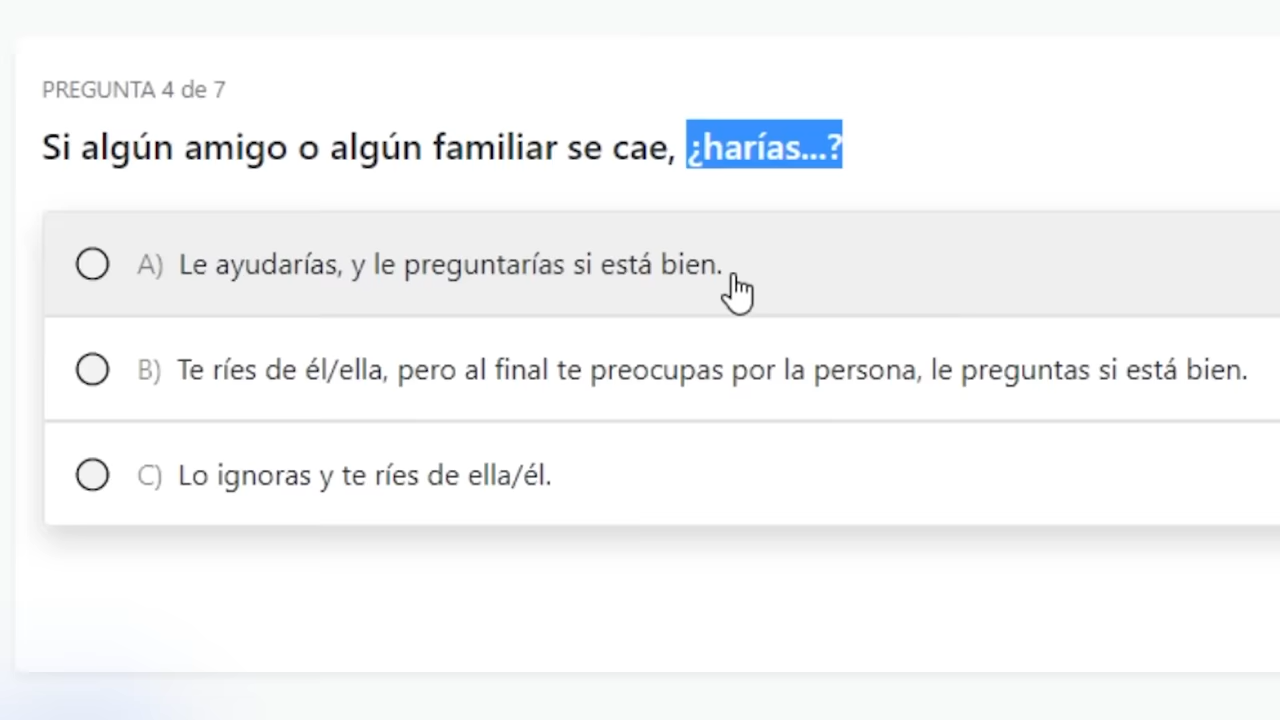 PREGUNTA 4 de 7
Si algún amigo o algún familiar se cae, ¿harías...?
A) Le ayudarías, y le preguntarías si está bien.
B) Te ríes de él/ella, pero al final te preocupas por la persona, le preguntas si está bien.
C) Lo ignoras y te ríes de ella/él.